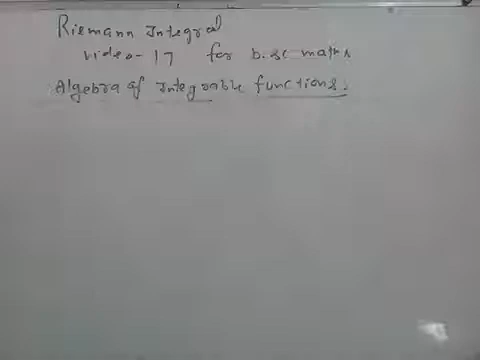 Riemann Integral
video-17 for b.sc maths
Algebra of Integrable functions.